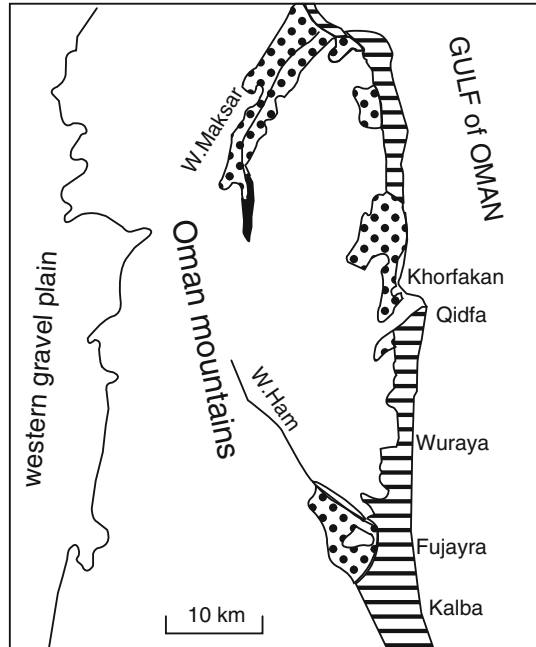 GULF of OMAN
W.Maksar
Oman mountains
western gravel plain
Khorfakan
Qidfa
W.Ham
Wuraya
Fujayra
Kalba
10 km